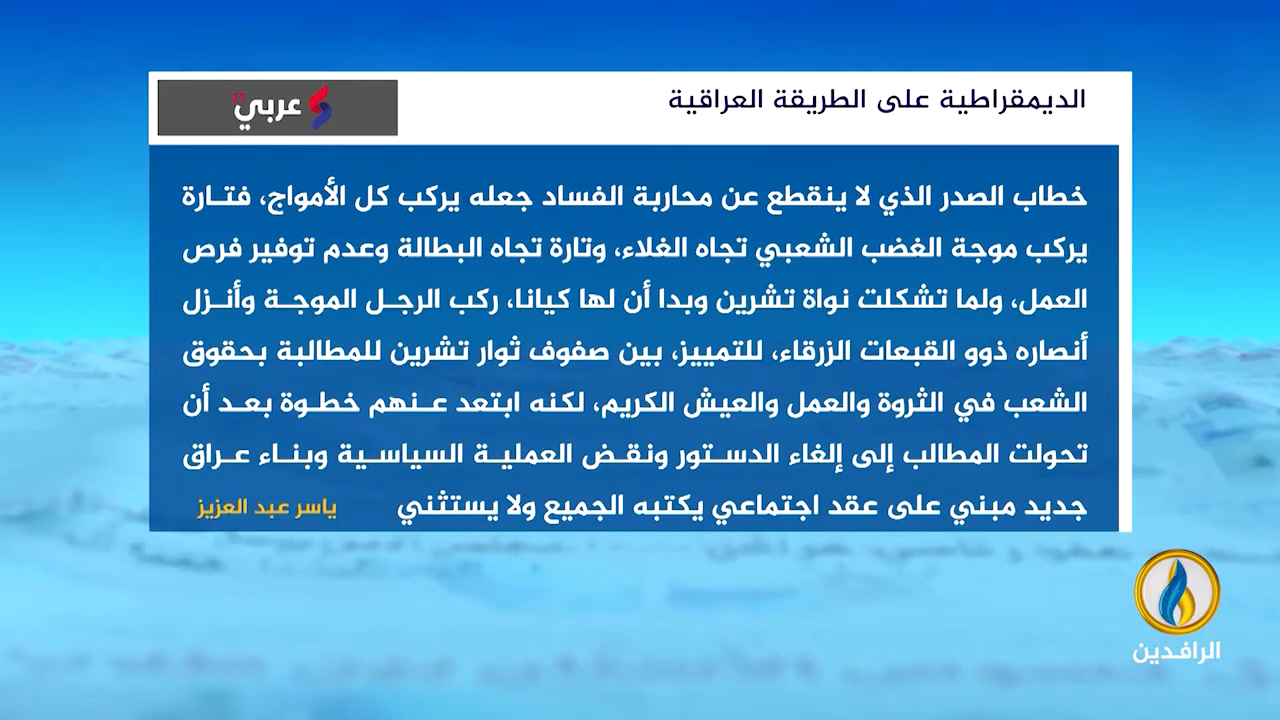 الديمقراطية على الطريقة العراقية
عربي21
خطاب الصدر الذي لا ينقطع عن محاربة الفساد جعله يركب كل الأمواج، فتارة
يركب موجة الغضب الشعبي تجاه الغلاء، وتارة تجاه البطالة وعدم توفير فرص
العمل، ولما تشكلت نواة تشرين وبدا أن لها كيانا، ركب الرجل الموجة وأنزل
أنصاره ذوو القبعات الزرقاء، للتمييز، بين صفوف ثوار تشرين للمطالبة بحقوق
الشعب في الثروة والعمل والعيش الكريم، لكنه ابتعد عنهم خطوة بعد أن
تحولت المطالب إلى إلغاء الدستور ونقض العملية السياسية وبناء عراق
جديد مبني على عقد اجتماعي يكتبه الجميع ولا يستثني
ياسر عبد العزيز
الرافدين